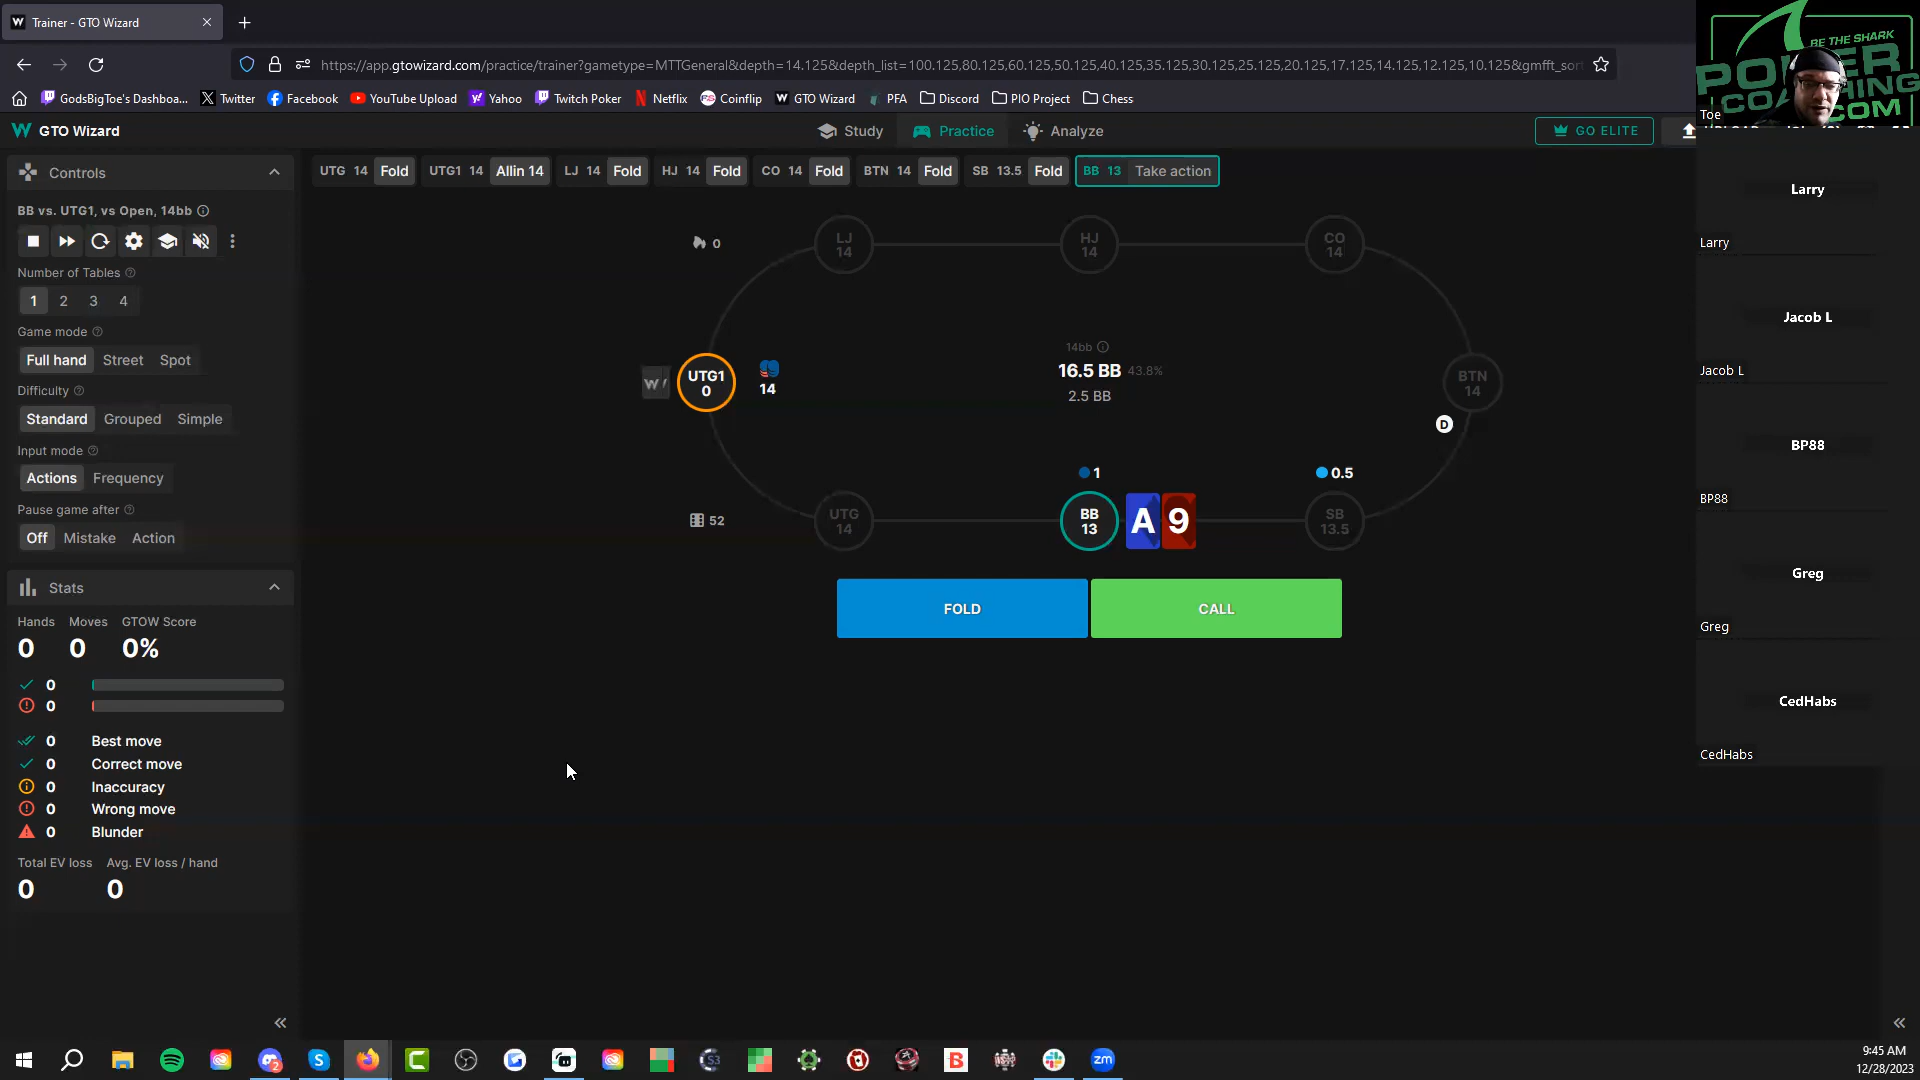 Trainer - GTO Wizard
https://app.gtowizard.com/practice/trainer?gametype=MTTGeneral&depth=14.125&depth_list=100.125,80.125,60.125,50.125,40.125,35.125,30.125,25.125,20.125,17.125,14.125,12.125,10.125&gmfft_sor
GodsBigToe's Dashboa... Twitter Facebook YouTube Upload Yahoo Twitch Poker Netflix Coinflip GTO Wizard PFA Discord PIO Project Chess
GTO Wizard
Study Practice Analyze
GO ELITE
Controls
UTG 14 Fold UTG1 14 Allin 14 LJ 14 Fold HJ 14 Fold CO 14 Fold BTN 14 Fold SB 13.5 Fold BB 13 Take action
BB vs. UTG1, vs Open, 14bb
Number of Tables
1 2 3 4
Game mode
Full hand Street Spot
Difficulty
Standard Grouped Simple
Input mode
Actions Frequency
Pause game after
Off Mistake Action
Stats
Hands Moves GTOW Score
0 0 0%
0
0
0 Best move
0 Correct move
0 Inaccuracy
0 Wrong move
0 Blunder
Total EV loss Avg. EV loss / hand
0 0
0
LJ
14
HJ
14
CO
14
UTG1
0
14
14bb
16.5 BB 43.8%
2.5 BB
BTN
14
D
1
0.5
52
UTG
14
BB
13
A 9
SB
13.5
FOLD CALL
BE THE SHARK
POKER
COACHING
.COM
Toe
Larry
Larry
Jacob L
Jacob L
BP88
BP88
Greg
Greg
CedHabs
CedHabs
9:45 AM
12/28/2023